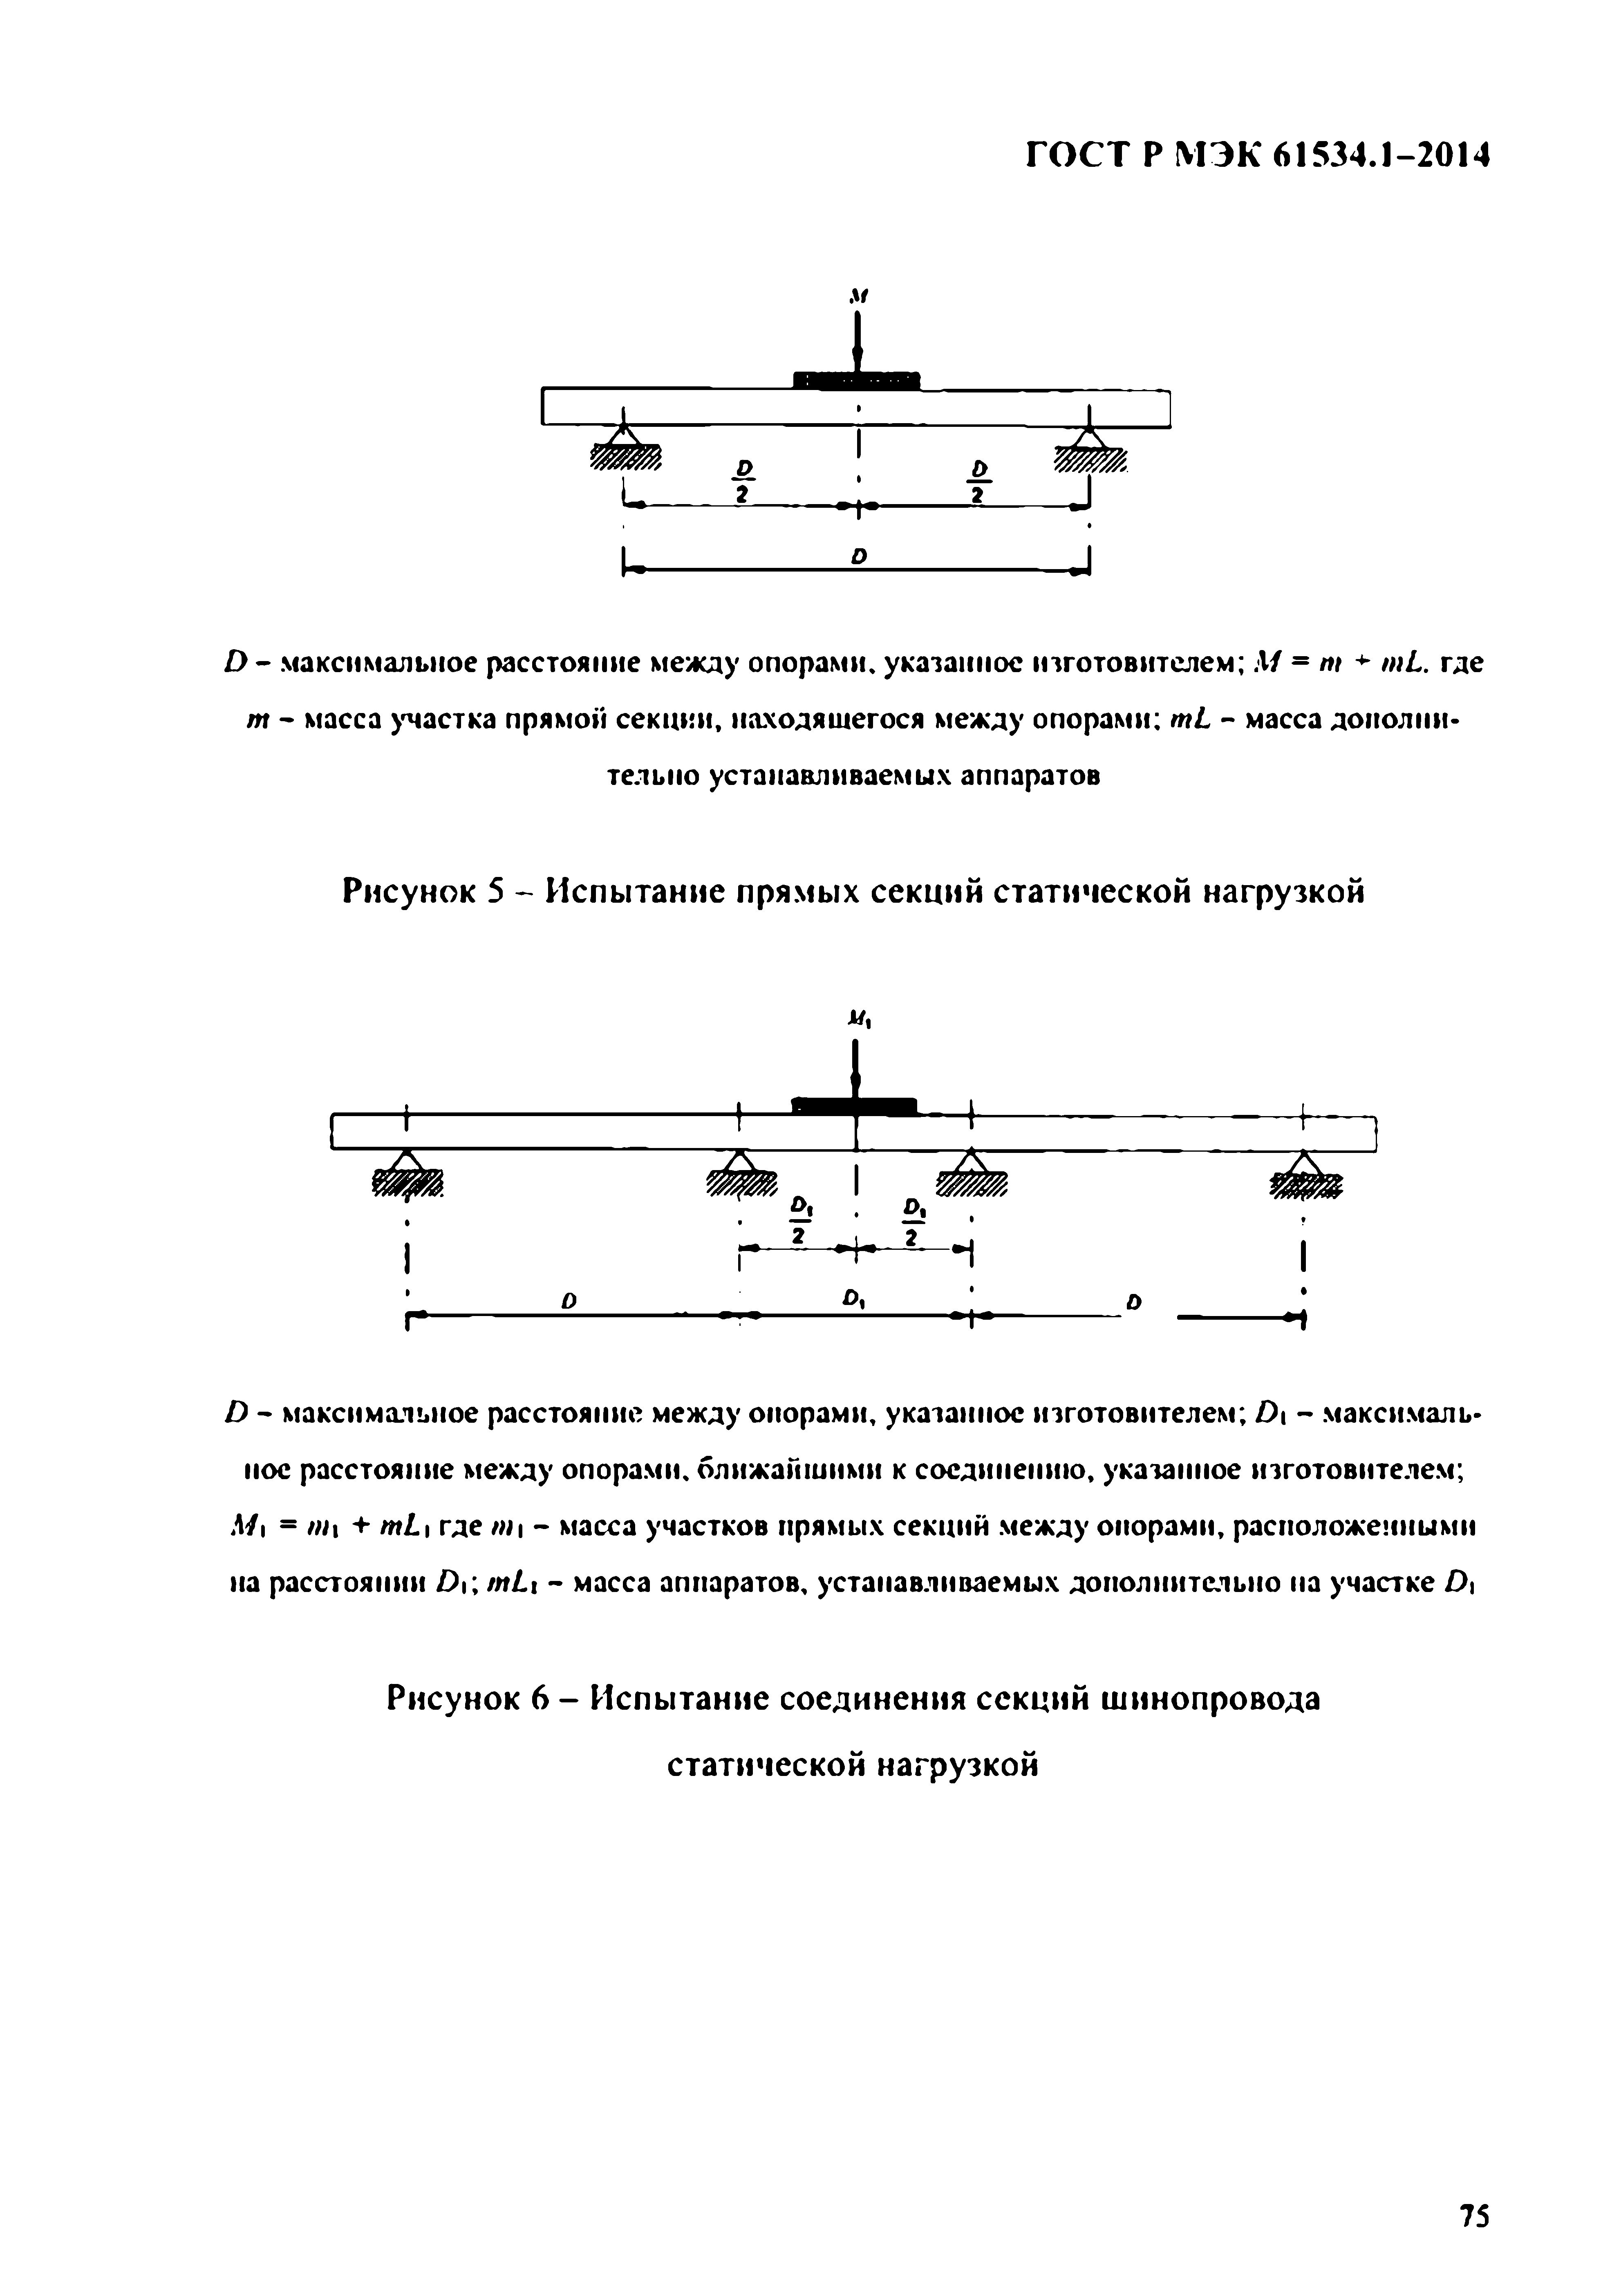 ГОСТ Р МЭК 61534.1–2014
M
D/2 D/2
D
D – максимальное расстояние между опорами, указанное изготовителем; M = m + mL, где
m – масса участка прямой секции, находящегося между опорами; mL – масса дополни-
тельно устанавливаемых аппаратов
Рисунок 5 – Испытание прямых секций статической нагрузкой
M₁
D₁/2 D₁/2
D D₁ D
D – максимальное расстояние между опорами, указанное изготовителем; D₁ – максималь-
ное расстояние между опорами, ближайшими к соединению, указанное изготовителем;
M₁ = m₁ + mL₁ где m₁ – масса участков прямых секций между опорами, расположенными
на расстоянии D₁; mL₁ – масса аппаратов, устанавливаемых дополнительно на участке D₁
Рисунок 6 – Испытание соединения секций шинопровода
статической нагрузкой
75